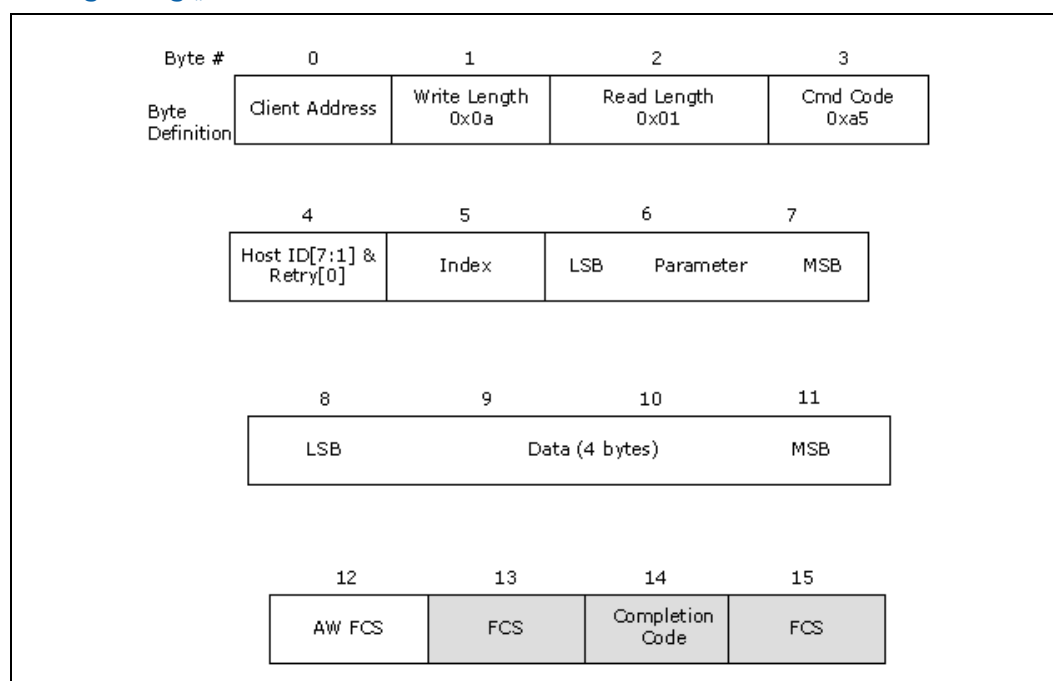 Byte # 0 1 2 3
Byte Definition
Client Address
Write Length
0x0a
Read Length
0x01
Cmd Code
0xa5
4 5 6 7
Host ID[7:1] &
Retry[0]
Index
LSB Parameter MSB
8 9 10 11
LSB Data (4 bytes) MSB
12 13 14 15
AW FCS
FCS
Completion
Code
FCS